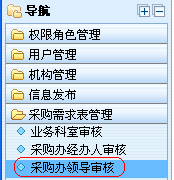 导航
权限角色管理
用户管理
机构管理
信息发布
采购需求表管理
业务科室审核
采购办经办人审核
采购办领导审核